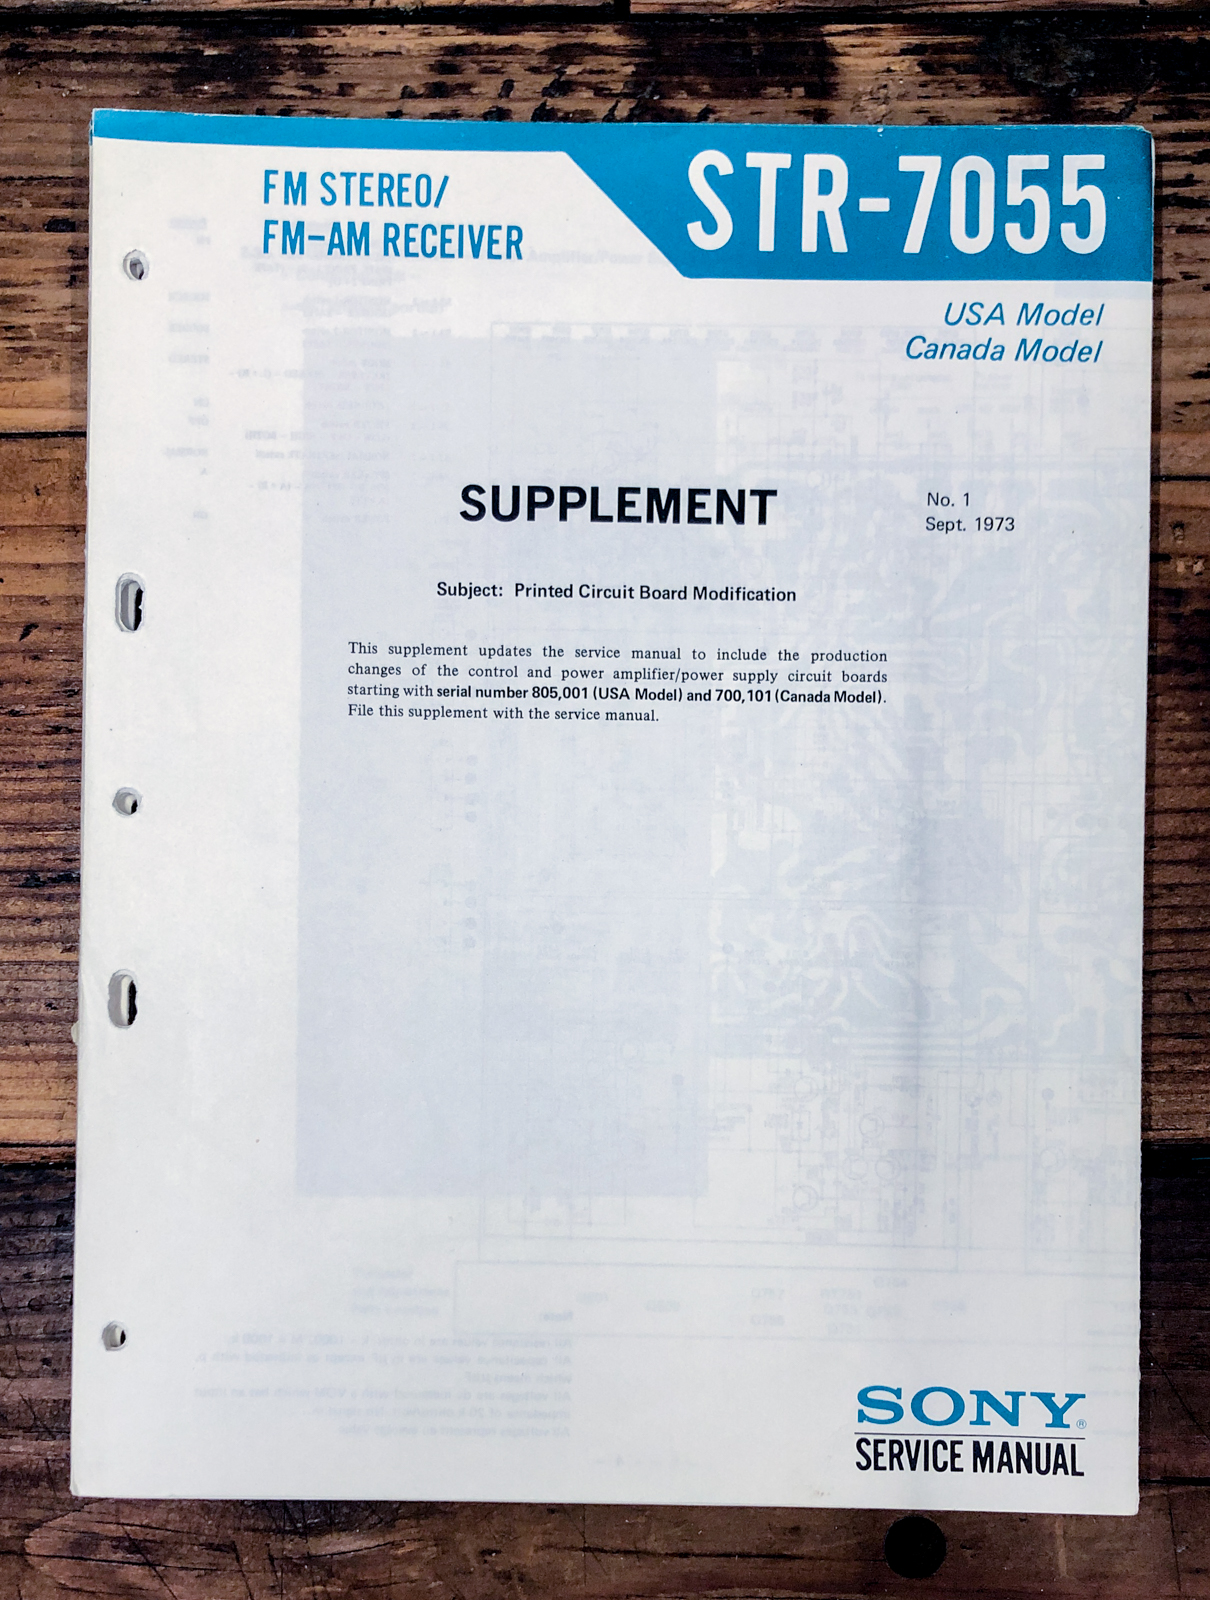 FM STEREO/
FM-AM RECEIVER
STR-7055
USA Model
Canada Model
SUPPLEMENT
No. 1
Sept. 1973
Subject: Printed Circuit Board Modification
This supplement updates the service manual to include the production
changes of the control and power amplifier/power supply circuit boards
starting with serial number 805,001 (USA Model) and 700,101 (Canada Model).
File this supplement with the service manual.
SONY®
SERVICE MANUAL